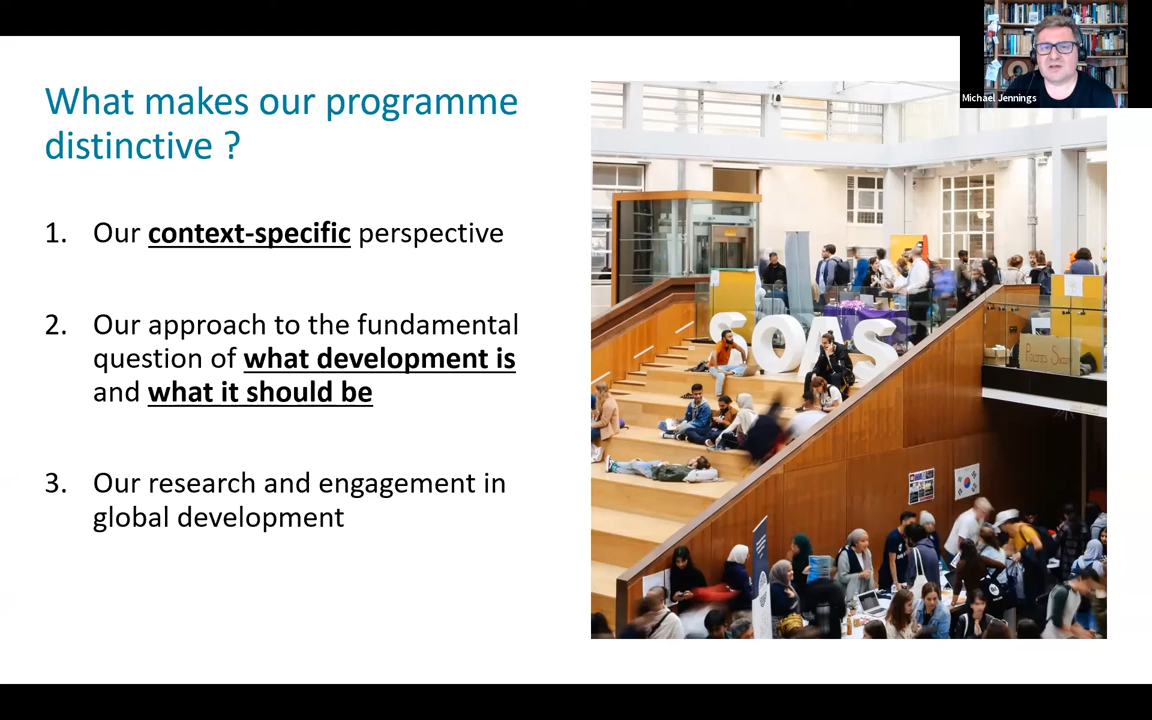 Michael Jennings
What makes our programme
distinctive ?
1. Our context-specific perspective
2. Our approach to the fundamental
question of what development is
and what it should be
3. Our research and engagement in
global development
SOAS